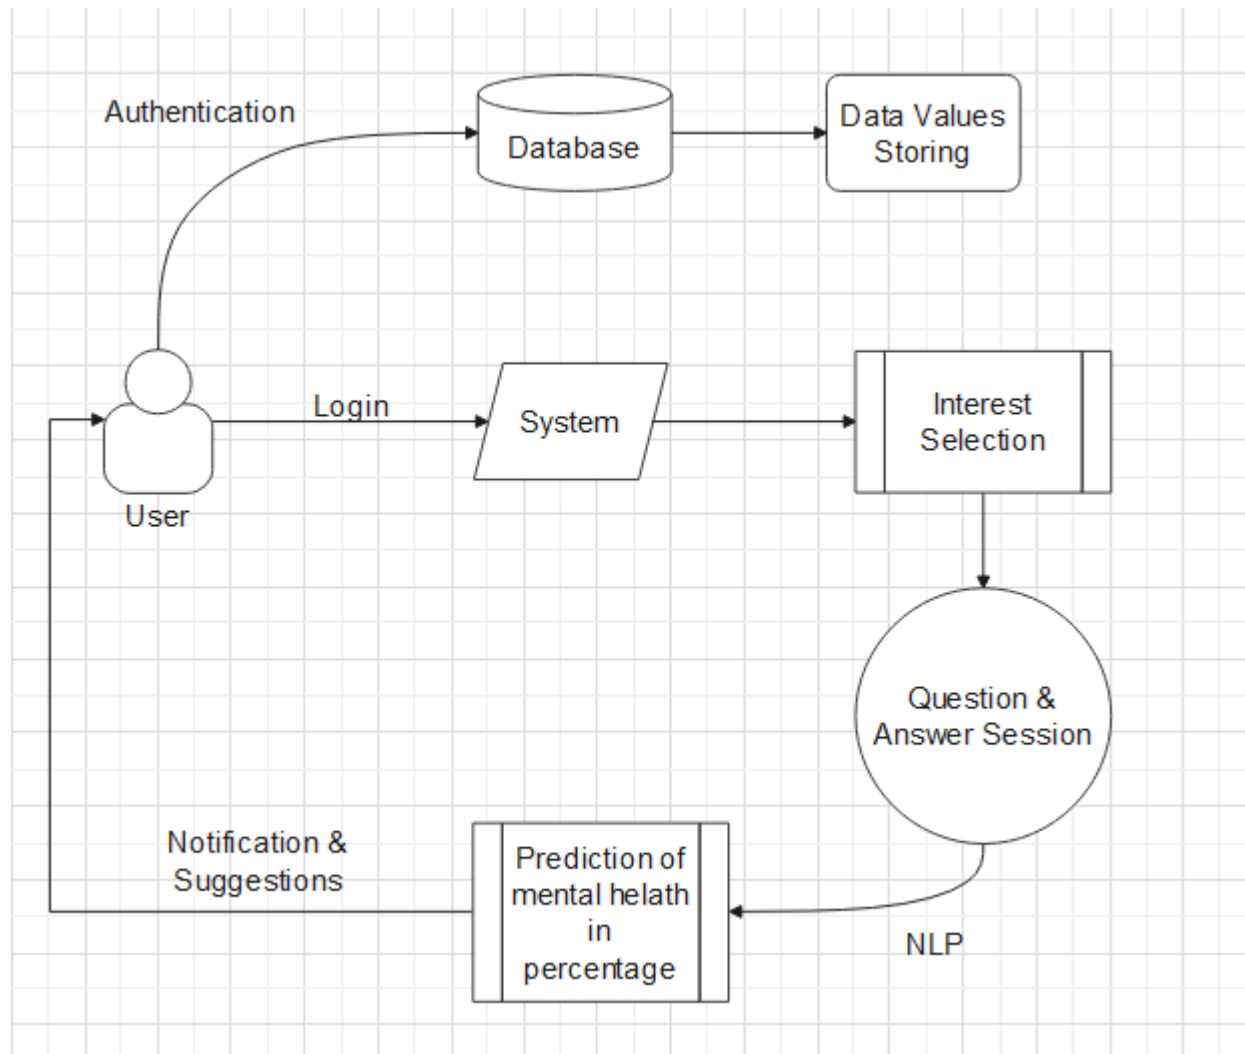 Authentication
Database
Data Values
Storing
Login
System
Interest
Selection
User
Question &
Answer Session
Notification &
Suggestions
Prediction of
mental helath
in
percentage
NLP